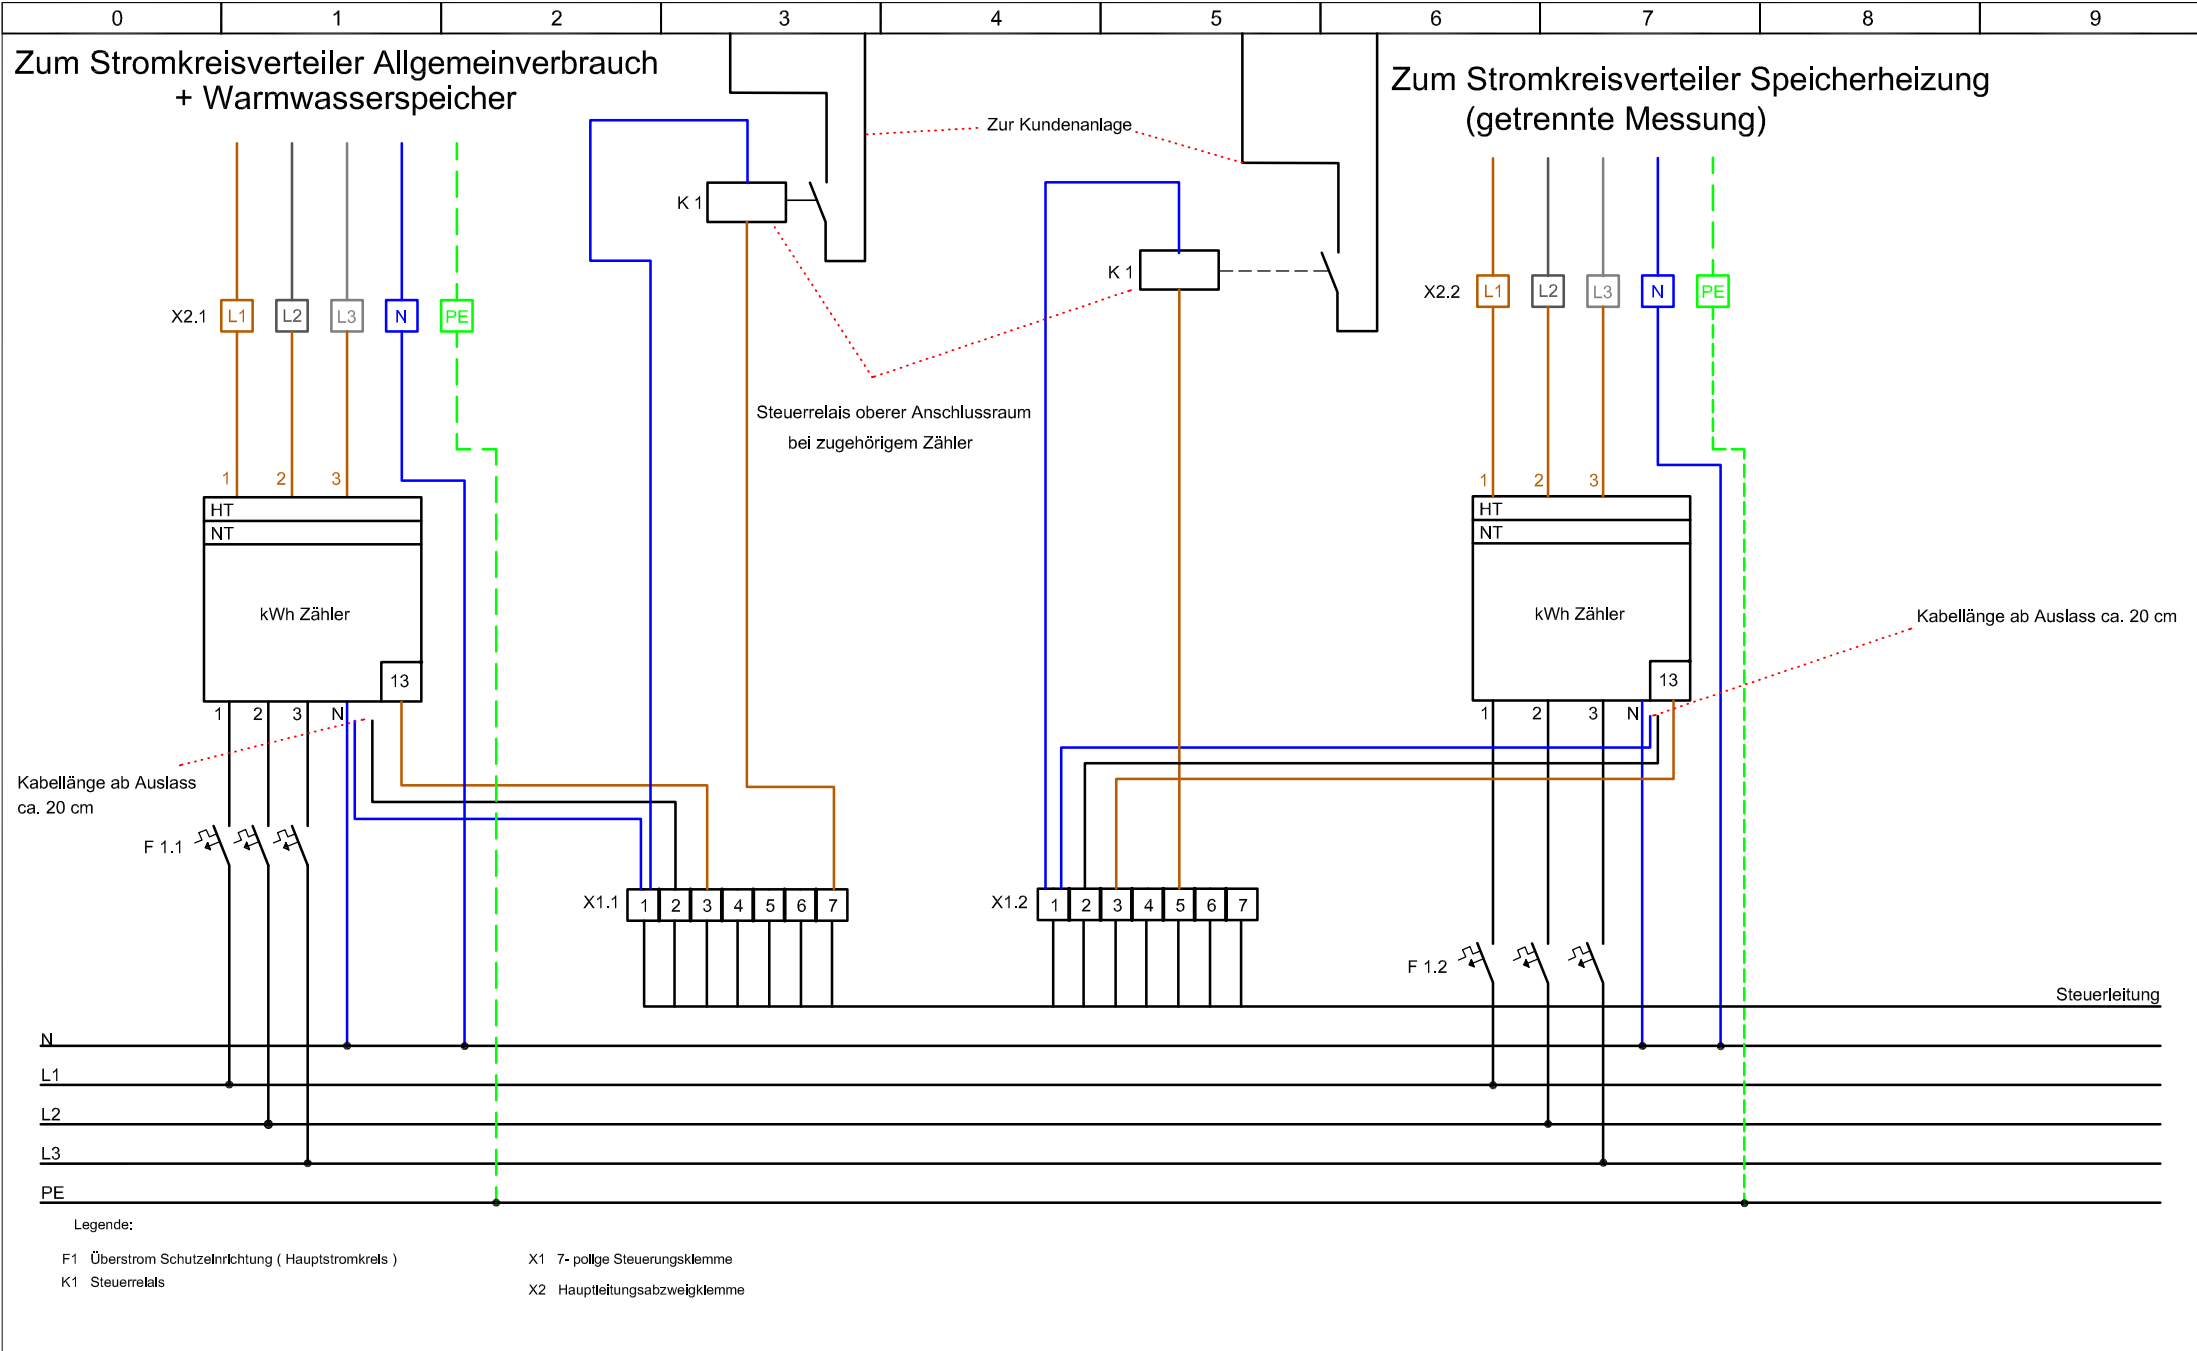 0 1 2 3 4 5 6 7 8 9
Zum Stromkreisverteiler Allgemeinverbrauch
+ Warmwasserspeicher
Zum Stromkreisverteiler Speicherheizung
(getrennte Messung)
Zur Kundenanlage
K 1
K 1
X2.1 L1 L2 L3 N PE
X2.2 L1 L2 L3 N PE
Steuerrelais oberer Anschlussraum
bei zugehörigem Zähler
1 2 3
HT
NT
kWh Zähler
13
1 2 3 N
1 2 3
HT
NT
kWh Zähler
13
1 2 3 N
Kabellänge ab Auslass ca. 20 cm
Kabellänge ab Auslass
ca. 20 cm
F 1.1
X1.1 1 2 3 4 5 6 7
X1.2 1 2 3 4 5 6 7
F 1.2
Steuerleitung
N
L1
L2
L3
PE
Legende:
F1 Überstrom Schutzeinrichtung ( Hauptstromkreis )
K1 Steuerrelais
X1 7- polige Steuerungsklemme
X2 Hauptleitungsabzweigklemme